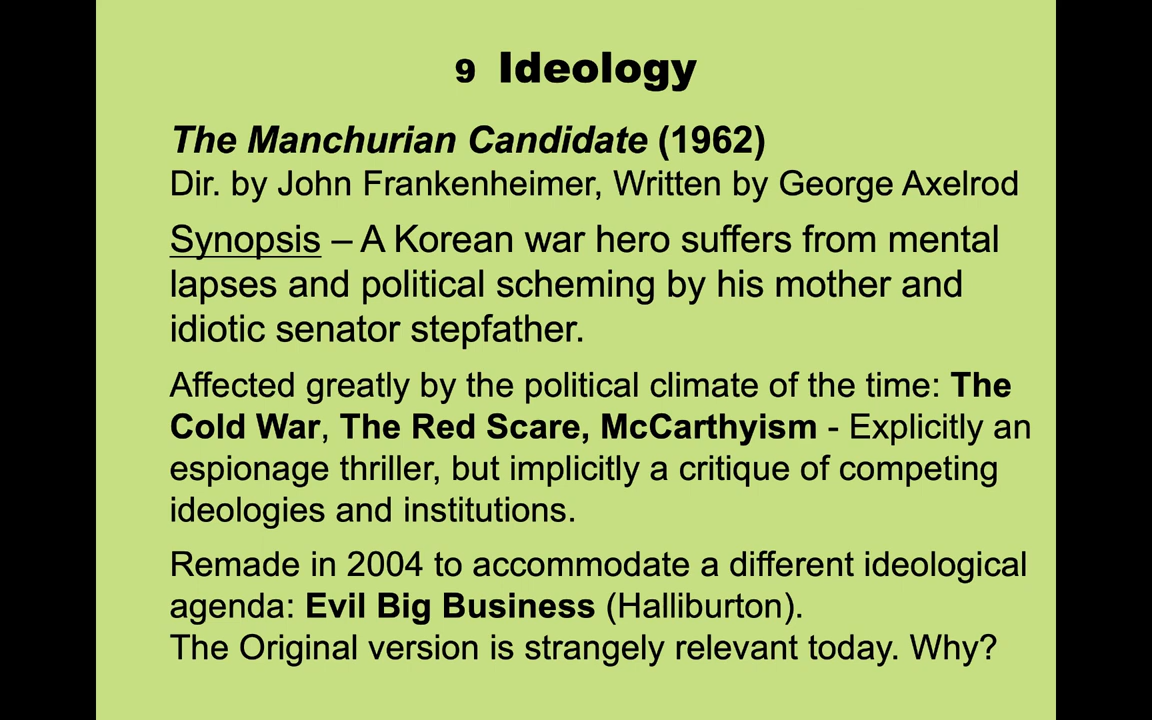 9 Ideology
The Manchurian Candidate (1962)
Dir. by John Frankenheimer, Written by George Axelrod
Synopsis – A Korean war hero suffers from mental
lapses and political scheming by his mother and
idiotic senator stepfather.
Affected greatly by the political climate of the time: The
Cold War, The Red Scare, McCarthyism - Explicitly an
espionage thriller, but implicitly a critique of competing
ideologies and institutions.
Remade in 2004 to accommodate a different ideological
agenda: Evil Big Business (Halliburton).
The Original version is strangely relevant today. Why?